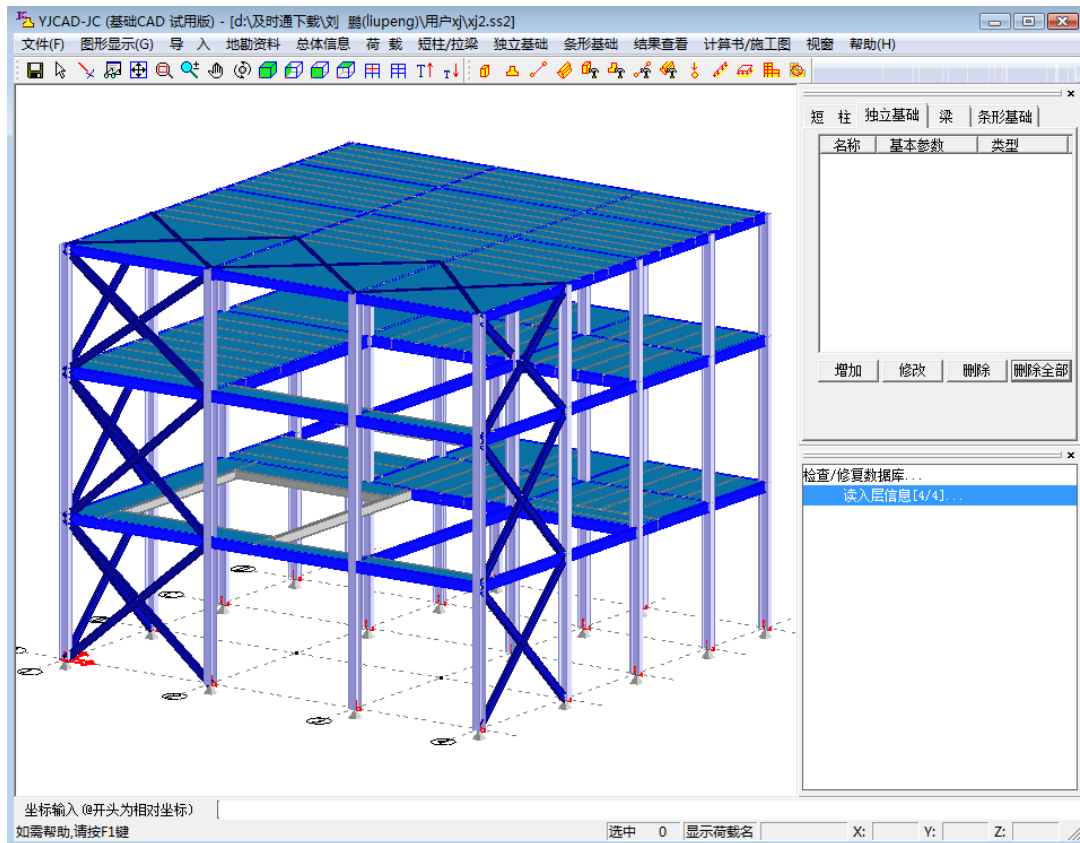 YJCAD-JC (基础CAD 试用版) - [d:\及时通下载\刘 鹏(liupeng)\用户xj\xj2.ss2]
文件(F) 图形显示(G) 导 入 地勘资料 总体信息 荷 载 短柱/拉梁 独立基础 条形基础 结果查看 计算书/施工图 视窗 帮助(H)
短 柱 独立基础 梁 条形基础
名称 基本参数 类型
增加 修改 删除 删除全部
检查/修复数据库...
读入层信息[4/4]...
坐标输入(@开头为相对坐标)
如需帮助,请按F1键 选中 0 显示荷载名 X: Y: Z: